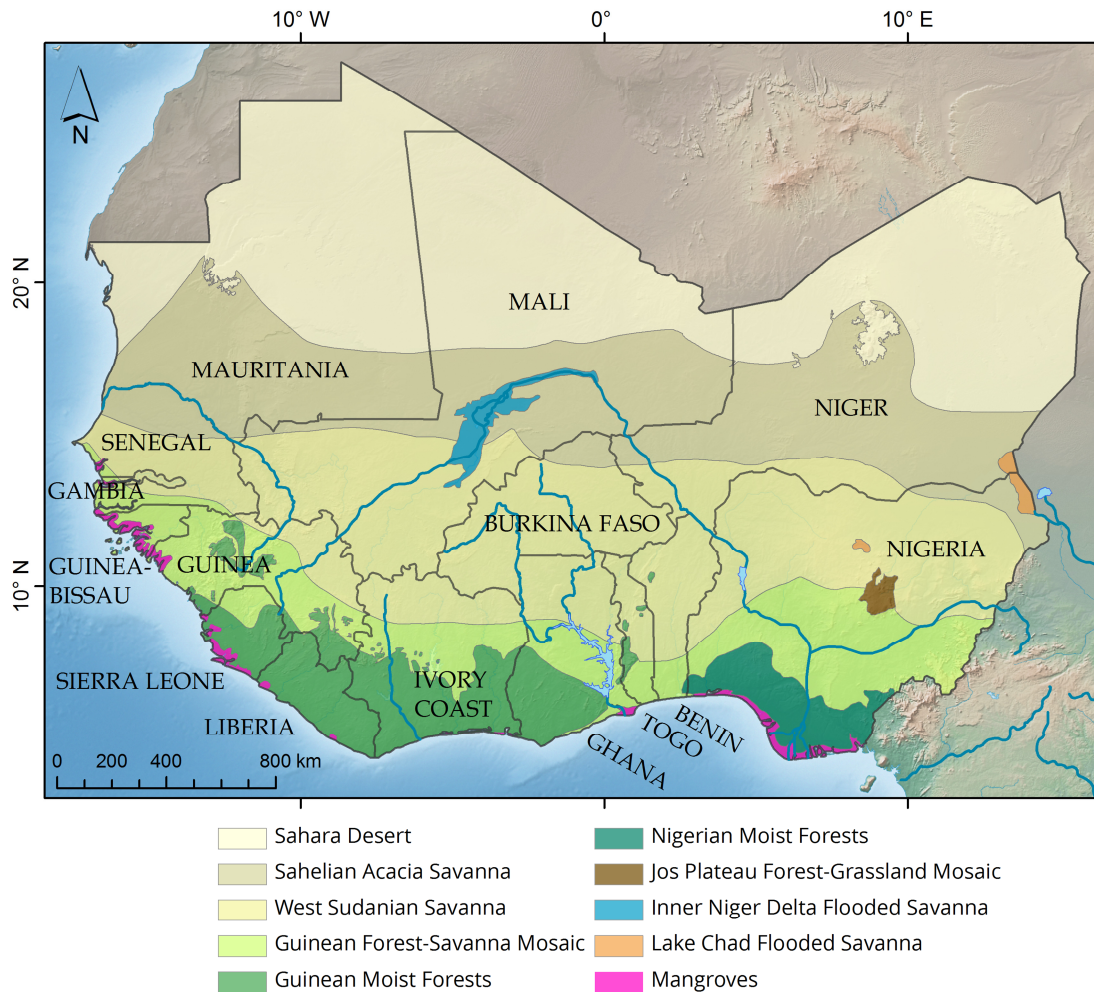 10° W
0°
10° E
N
20° N
10° N
MALI
MAURITANIA
NIGER
SENEGAL
GAMBIA
BURKINA FASO
NIGERIA
GUINEA-
BISSAU
GUINEA
SIERRA LEONE
IVORY
COAST
LIBERIA
BENIN
TOGO
GHANA
0 200 400 800 km
Sahara Desert
Sahelian Acacia Savanna
West Sudanian Savanna
Guinean Forest-Savanna Mosaic
Guinean Moist Forests
Nigerian Moist Forests
Jos Plateau Forest-Grassland Mosaic
Inner Niger Delta Flooded Savanna
Lake Chad Flooded Savanna
Mangroves